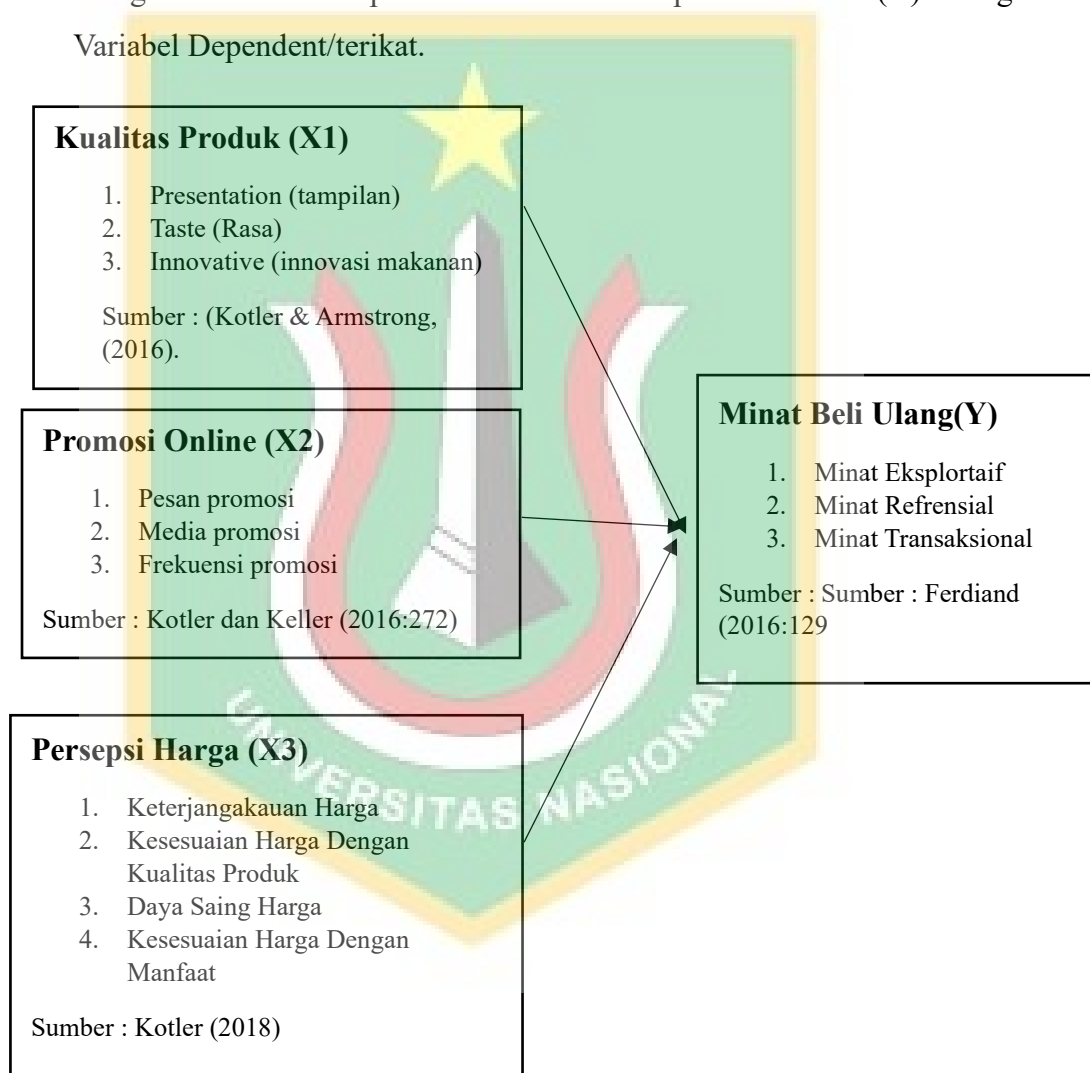 Variabel Dependent/terikat.
Kualitas Produk (X1)
1. Presentation (tampilan)
2. Taste (Rasa)
3. Innovative (innovasi makanan)
Sumber : (Kotler & Armstrong,
(2016).
Promosi Online (X2)
1. Pesan promosi
2. Media promosi
3. Frekuensi promosi
Sumber : Kotler dan Keller (2016:272)
Minat Beli Ulang(Y)
1. Minat Eksplortaif
2. Minat Refrensial
3. Minat Transaksional
Sumber : Sumber : Ferdiand
(2016:129
Persepsi Harga (X3)
1. Keterjangakauan Harga
2. Kesesuaian Harga Dengan
Kualitas Produk
3. Daya Saing Harga
4. Kesesuaian Harga Dengan
Manfaat
Sumber : Kotler (2018)
UNIVERSITAS NASIONAL